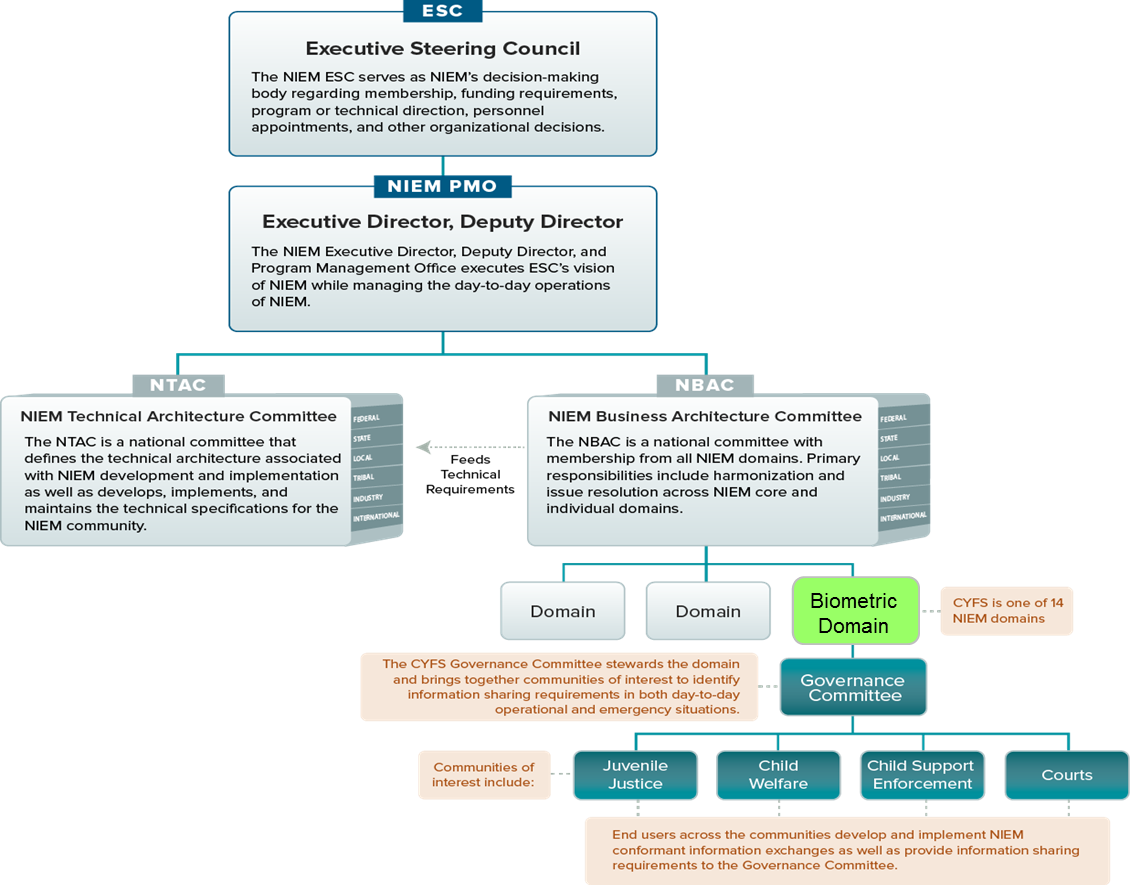 ESC
Executive Steering Council
The NIEM ESC serves as NIEM's decision-making
body regarding membership, funding requirements,
program or technical direction, personnel
appointments, and other organizational decisions.
NIEM PMO
Executive Director, Deputy Director
The NIEM Executive Director, Deputy Director, and
Program Management Office executes ESC's vision
of NIEM while managing the day-to-day operations
of NIEM.
NTAC
NIEM Technical Architecture Committee
The NTAC is a national committee that
defines the technical architecture associated
with NIEM development and implementation
as well as develops, implements, and
maintains the technical specifications for the
NIEM community.
FEDERAL
STATE
LOCAL
TRIBAL
INDUSTRY
INTERNATIONAL
Feeds
Technical
Requirements
NBAC
NIEM Business Architecture Committee
The NBAC is a national committee with
membership from all NIEM domains. Primary
responsibilities include harmonization and
issue resolution across NIEM core and
individual domains.
FEDERAL
STATE
LOCAL
TRIBAL
INDUSTRY
INTERNATIONAL
Domain
Domain
Biometric
Domain
CYFS is one of 14
NIEM domains
The CYFS Governance Committee stewards the domain
and brings together communities of interest to identify
information sharing requirements in both day-to-day
operational and emergency situations.
Governance
Committee
Communities of
interest include:
Juvenile
Justice
Child
Welfare
Child Support
Enforcement
Courts
End users across the communities develop and implement NIEM
conformant information exchanges as well as provide information sharing
requirements to the Governance Committee.